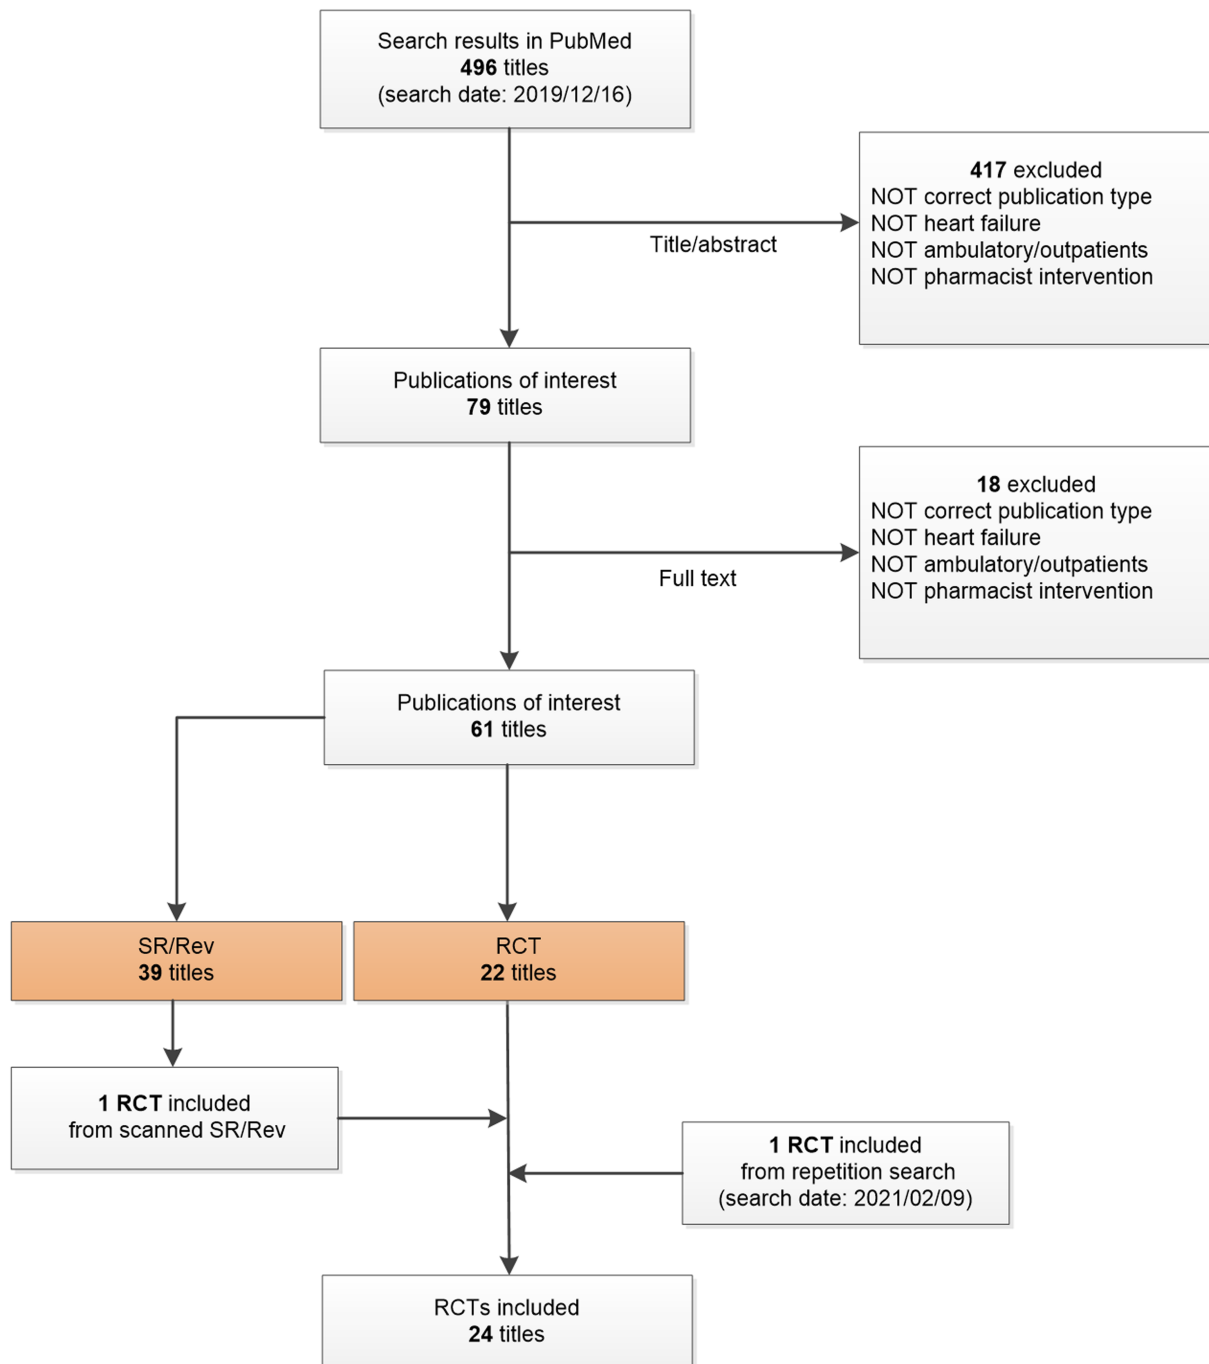 Search results in PubMed
496 titles
(search date: 2019/12/16)
417 excluded
NOT correct publication type
NOT heart failure
NOT ambulatory/outpatients
NOT pharmacist intervention
Title/abstract
Publications of interest
79 titles
18 excluded
NOT correct publication type
NOT heart failure
NOT ambulatory/outpatients
NOT pharmacist intervention
Full text
Publications of interest
61 titles
SR/Rev
39 titles
RCT
22 titles
1 RCT included
from scanned SR/Rev
1 RCT included
from repetition search
(search date: 2021/02/09)
RCTs included
24 titles